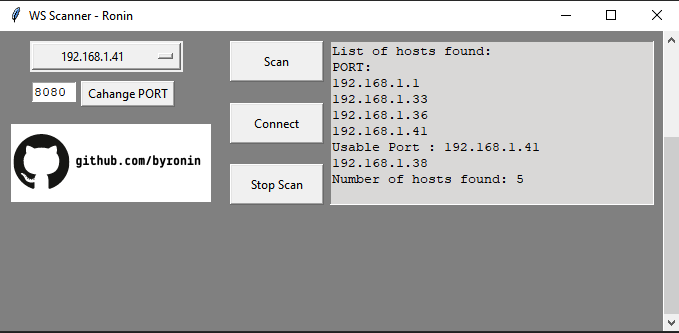 WS Scanner - Ronin
192.168.1.41
8080
Cahange PORT
github.com/byronin
Scan
Connect
Stop Scan
List of hosts found:
PORT:
192.168.1.1
192.168.1.33
192.168.1.36
192.168.1.41
Usable Port : 192.168.1.41
192.168.1.38
Number of hosts found: 5